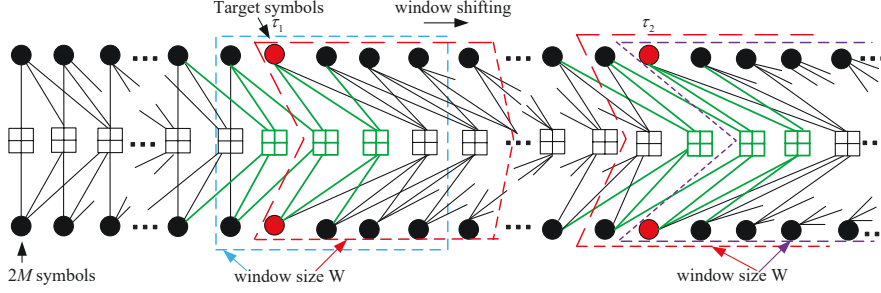 Target symbols
window shifting
τ₁
τ₂
2M symbols
window size W
window size W